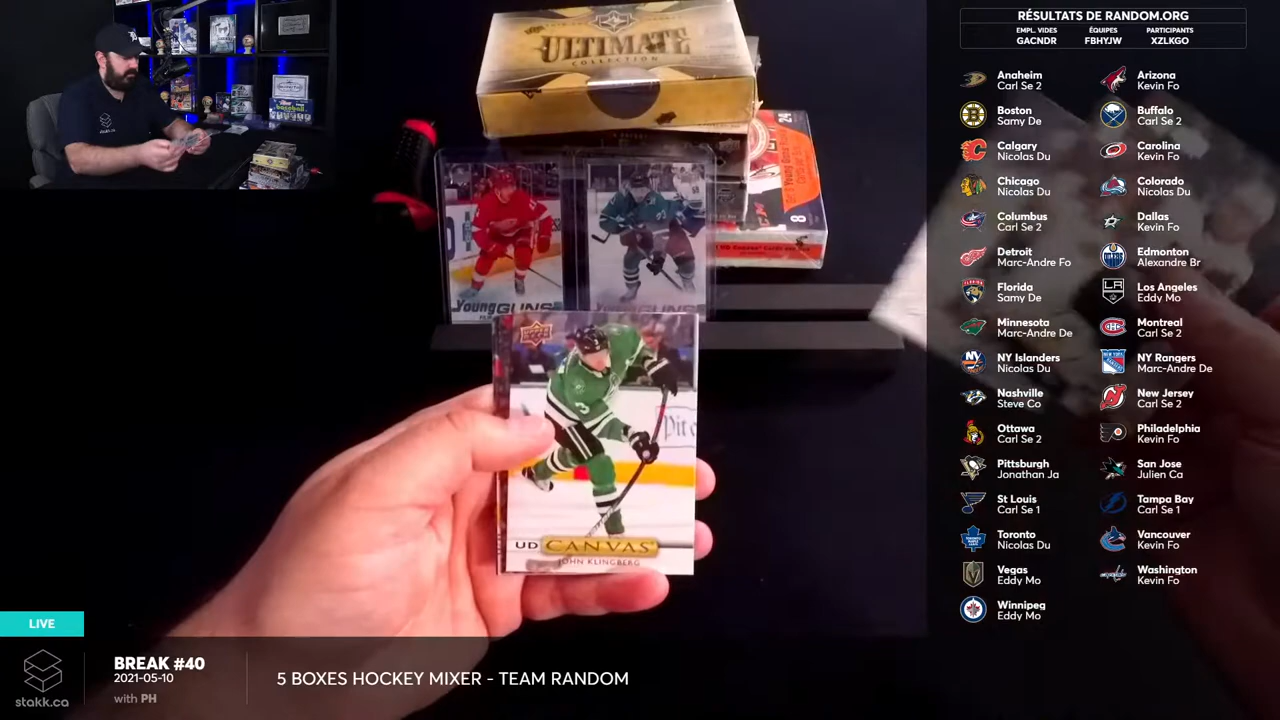 RÉSULTATS DE RANDOM.ORG
EMPL. VIDES ÉQUIPES PARTICIPANTS
GACNDR FBHYJW XZLKGO
Anaheim
Carl Se 2
Arizona
Kevin Fo
Boston
Samy De
Buffalo
Carl Se 2
Calgary
Nicolas Du
Carolina
Kevin Fo
Chicago
Nicolas Du
Colorado
Nicolas Du
Columbus
Carl Se 2
Dallas
Kevin Fo
Detroit
Marc-Andre Fo
Edmonton
Alexandre Br
Florida
Samy De
Los Angeles
Eddy Mo
Minnesota
Marc-Andre De
Montreal
Carl Se 2
NY Islanders
Nicolas Du
NY Rangers
Marc-Andre De
Nashville
Steve Co
New Jersey
Carl Se 2
Ottawa
Carl Se 2
Philadelphia
Kevin Fo
Pittsburgh
Jonathan Ja
San Jose
Julien Ca
St Louis
Carl Se 1
Tampa Bay
Carl Se 1
Toronto
Nicolas Du
Vancouver
Kevin Fo
Vegas
Eddy Mo
Washington
Kevin Fo
Winnipeg
Eddy Mo
ULTIMATE
COLLECTION
24
8
Young GUNS
Young GUNS
3
UD CANVAS
JOHN KLINGBERG
LIVE
stakk.ca
BREAK #40
2021-05-10
with PH
5 BOXES HOCKEY MIXER - TEAM RANDOM